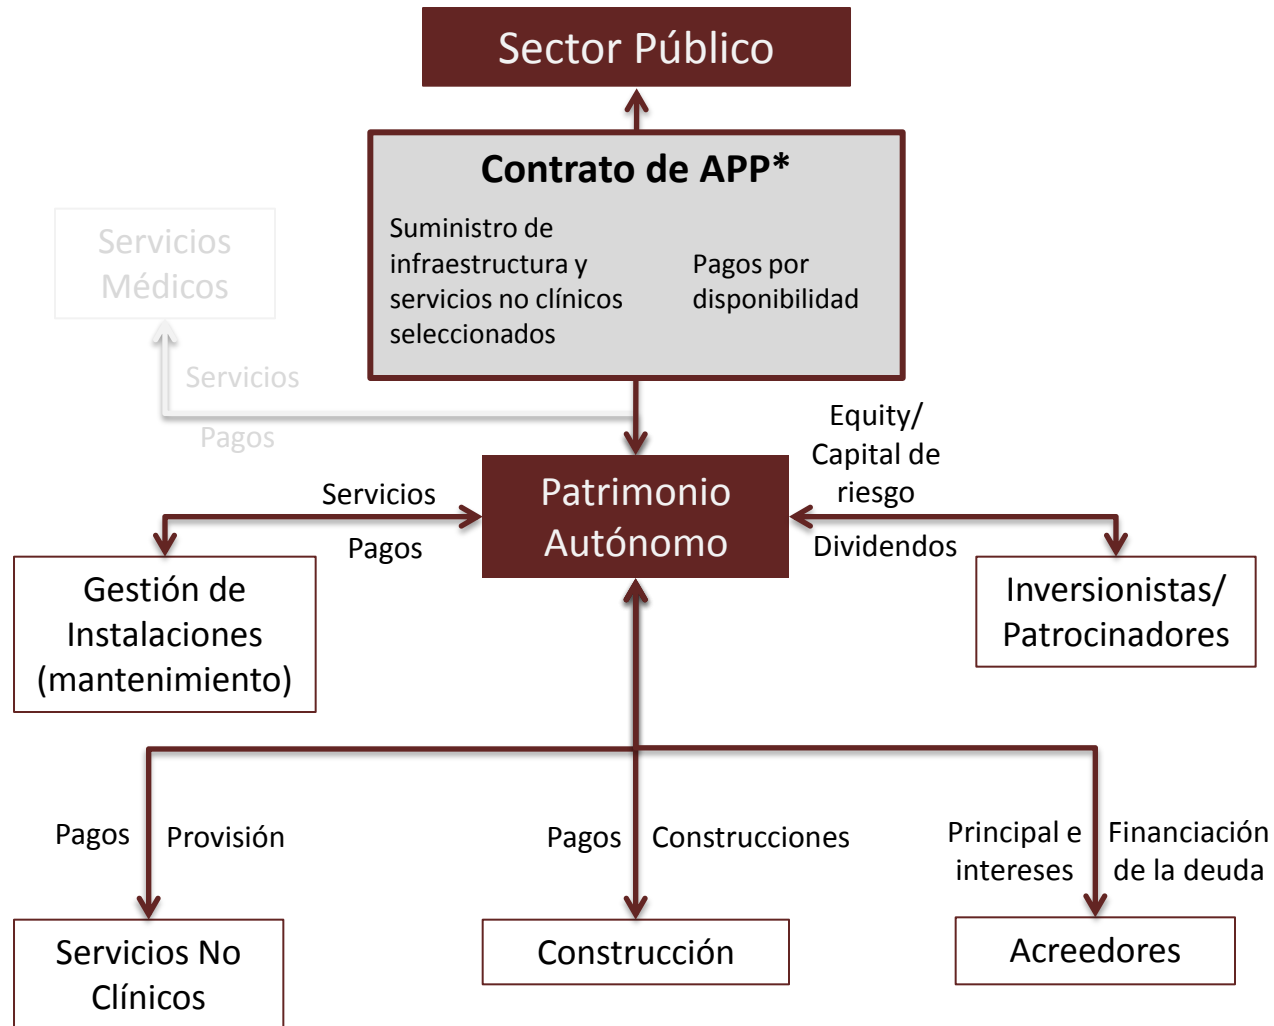 Sector Público
Contrato de APP*
Suministro de
infraestructura y
servicios no clínicos
seleccionados
Pagos por
disponibilidad
Servicios
Médicos
Servicios
Pagos
Equity/
Capital de
riesgo
Dividendos
Servicios
Pagos
Patrimonio
Autónomo
Gestión de
Instalaciones
(mantenimiento)
Inversionistas/
Patrocinadores
Pagos
Provisión
Pagos
Construcciones
Principal e
intereses
Financiación
de la deuda
Servicios No
Clínicos
Construcción
Acreedores